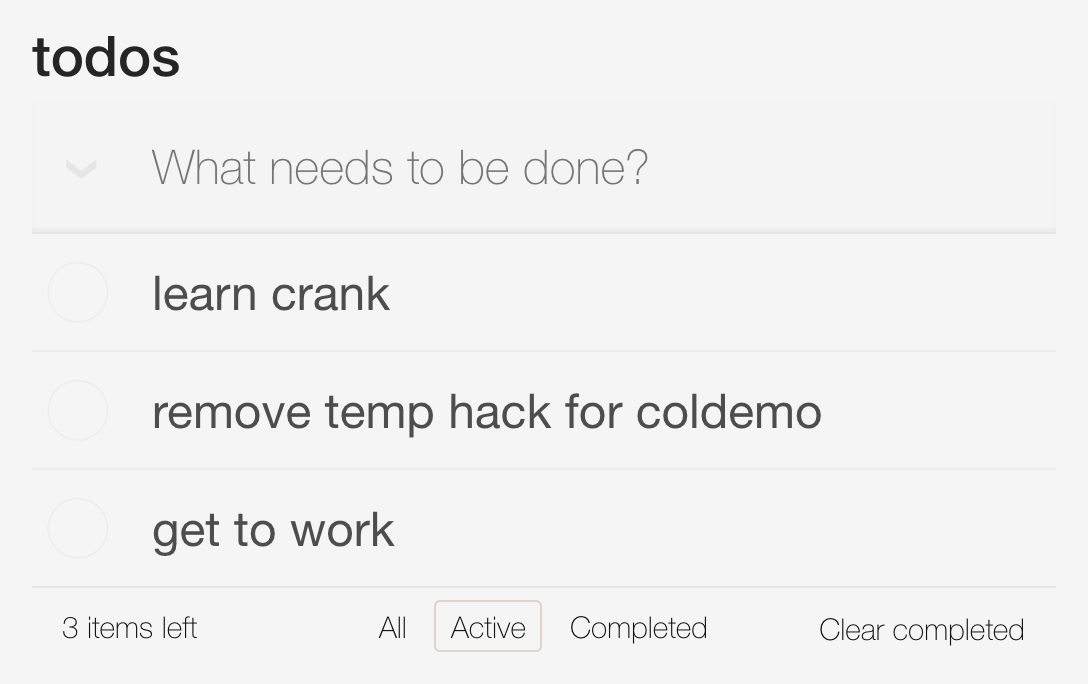 todos
What needs to be done?
learn crank
remove temp hack for coldemo
get to work
3 items left All Active Completed Clear completed